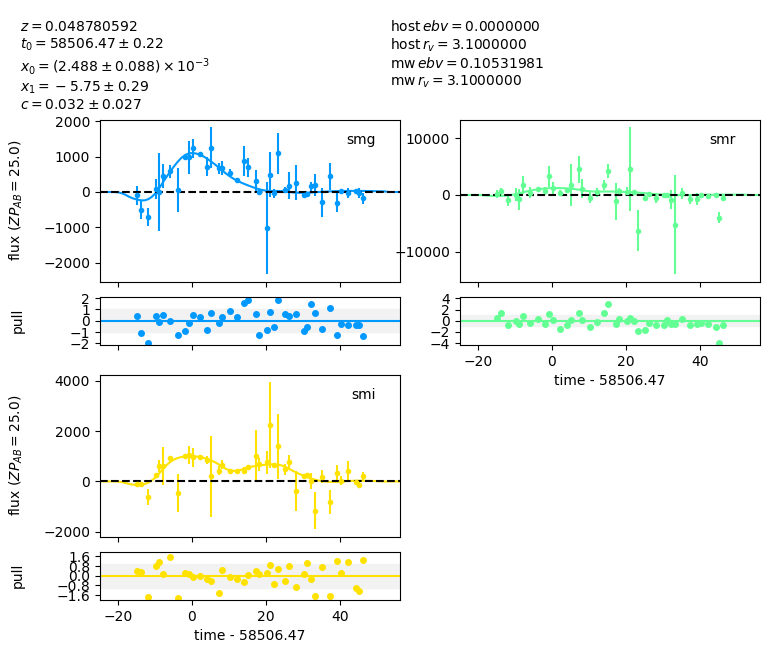 z = 0.048780592
t₀ = 58506.47 ± 0.22
x₀ = (2.488 ± 0.088) × 10⁻³
x₁ = −5.75 ± 0.29
c = 0.032 ± 0.027
host ebv = 0.0000000
host r_v = 3.1000000
mw ebv = 0.10531981
mw r_v = 3.1000000
smg
flux (ZP_AB = 25.0)
2000
1000
0
−1000
−2000
smr
10000
0
−10000
pull
2
1
0
−1
−2
4
2
0
−2
−4
−20
0
20
40
time - 58506.47
smi
flux (ZP_AB = 25.0)
4000
2000
0
−2000
pull
1.6
0.8
0.0
−0.8
−1.6
−20
0
20
40
time - 58506.47